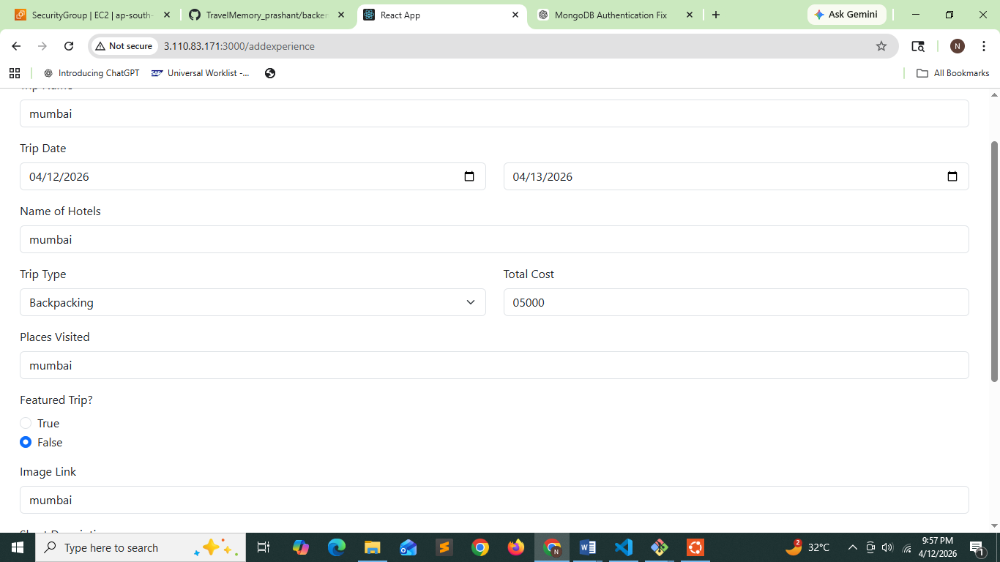 SecurityGroup | EC2 | ap-south-
TravelMemory_prashant/backer
React App
MongoDB Authentication Fix
Ask Gemini
Not secure
3.110.83.171:3000/addexperience
N
Introducing ChatGPT
Universal Worklist -...
All Bookmarks
Trip Name
mumbai
Trip Date
04/12/2026
04/13/2026
Name of Hotels
mumbai
Trip Type
Total Cost
Backpacking
05000
Places Visited
mumbai
Featured Trip?
True
False
Image Link
mumbai
Type here to search
2
32°C
9:57 PM
4/12/2026
1